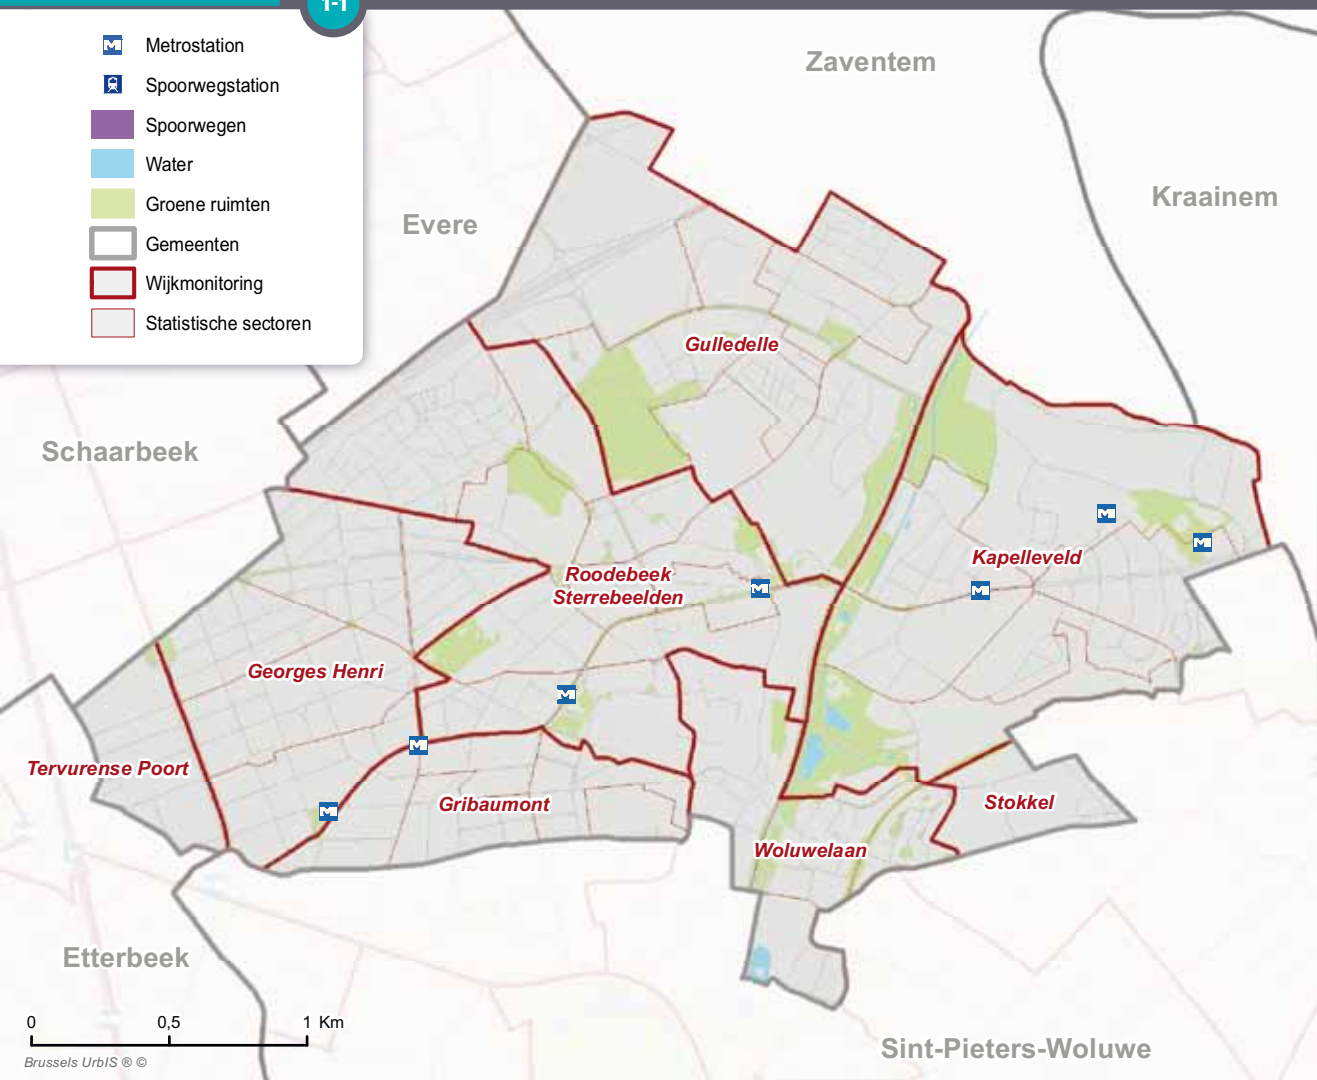 1-1
Metrostation
Spoorwegstation
Spoorwegen
Water
Groene ruimten
Gemeenten
Wijkmonitoring
Statistische sectoren
Zaventem
Kraainem
Evere
Gulledelle
Schaarbeek
Kapelleveld
Roodebeek
Sterrebeelden
Georges Henri
Tervurense Poort
Gribaumont
Stokkel
Woluwelaan
Etterbeek
0 0,5 1 Km
Sint-Pieters-Woluwe
Brussels UrbIS ® ©